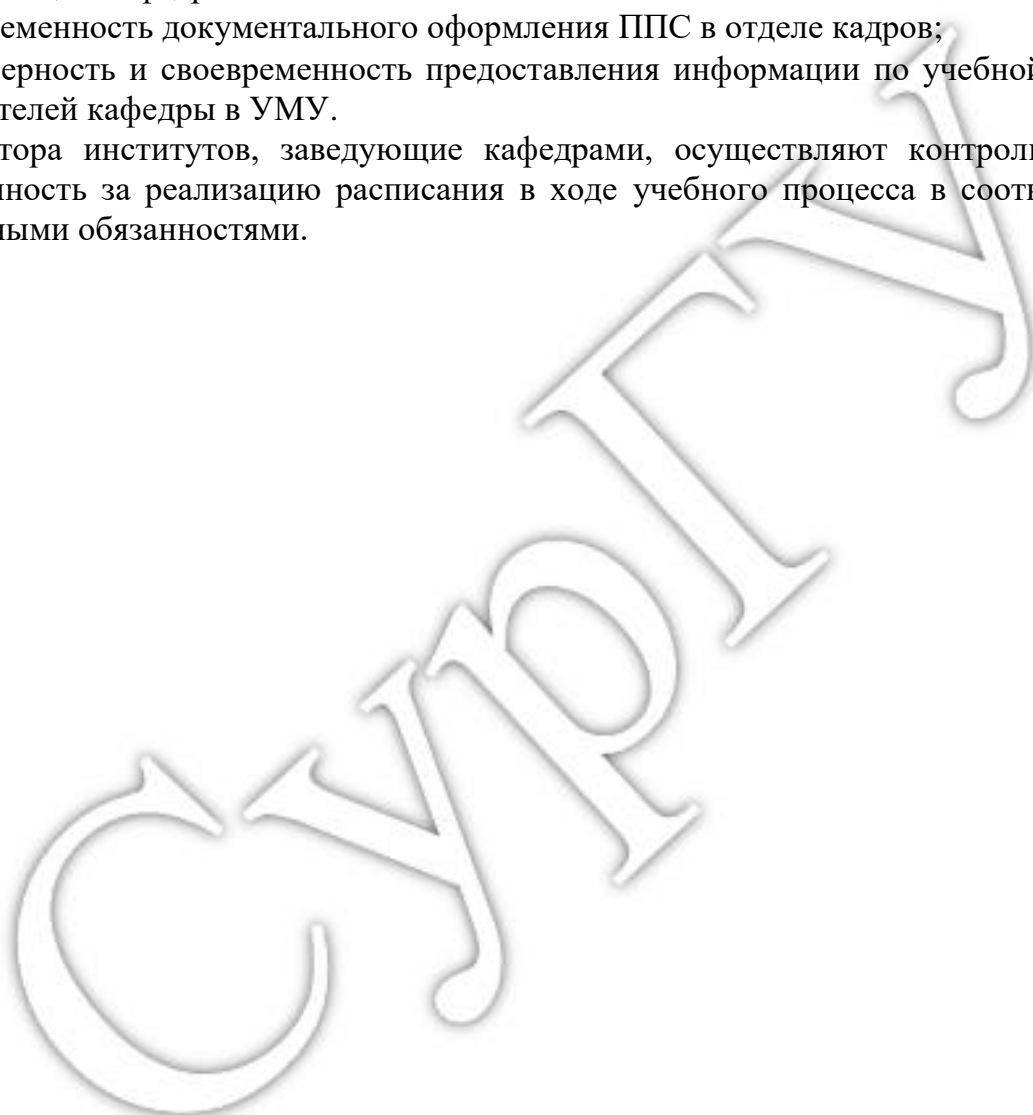 еменность документального оформления ППС в отделе кадров;
ерность и своевременность предоставления информации по учебной
телей кафедры в УМУ.
тора институтов, заведующие кафедрами, осуществляют контроль
ность за реализацию расписания в ходе учебного процесса в соотв
ными обязанностями.
СурГУ